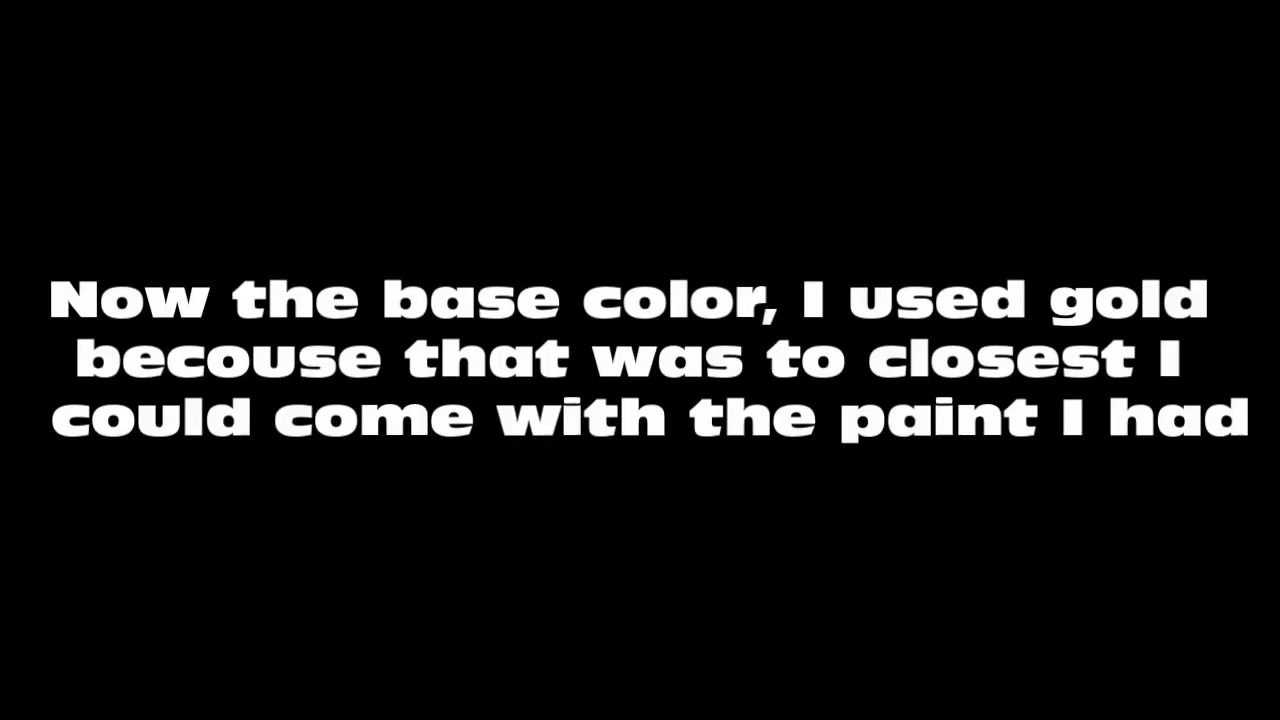 Now the base color, I used gold
becouse that was to closest I
could come with the paint I had